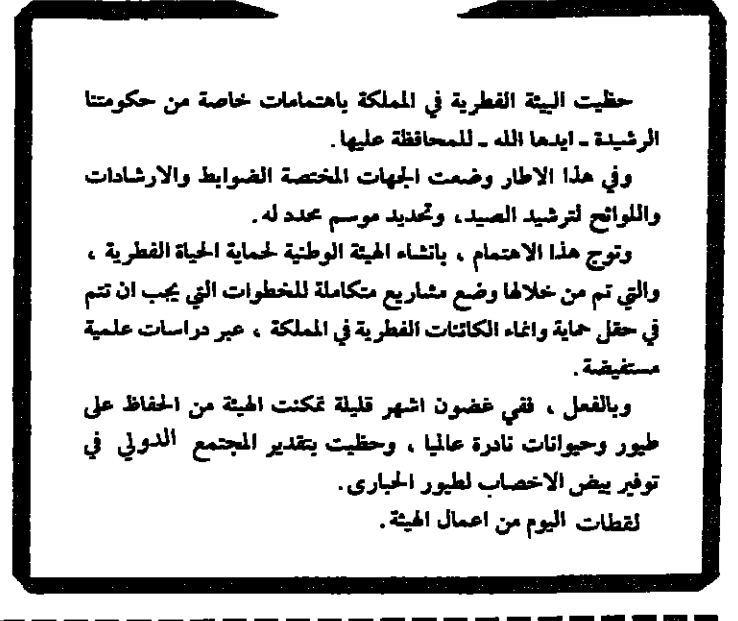 حظيت البيئة الفطرية في المملكة باهتمامات خاصة من حكومتنا
الرشيدة ـ ايدها الله ـ للمحافظة عليها .
وفي هذا الاطار وضعت الجهات المختصة الضوابط والارشادات
واللوائح لترشيد الصيد، وتحديد موسم محدد له .
وتوج هذا الاهتمام ، بانشاء الهيئة الوطنية لحماية الحياة الفطرية ،
والتي تم من خلالها وضع مشاريع متكاملة للخطوات التي يجب ان تتم
في حقل حماية وانماء الكائنات الفطرية في المملكة ، عبر دراسات علمية
مستفيضة .
وبالفعل ، ففي غضون اشهر قليلة تمكنت الهيئة من الحفاظ على
طيور وحيوانات نادرة عالميا ، وحظيت بتقدير المجتمع الدولي في
توفير بيض الاخصاب لطيور الحبارى .
لقطات اليوم من اعمال الهيئة .